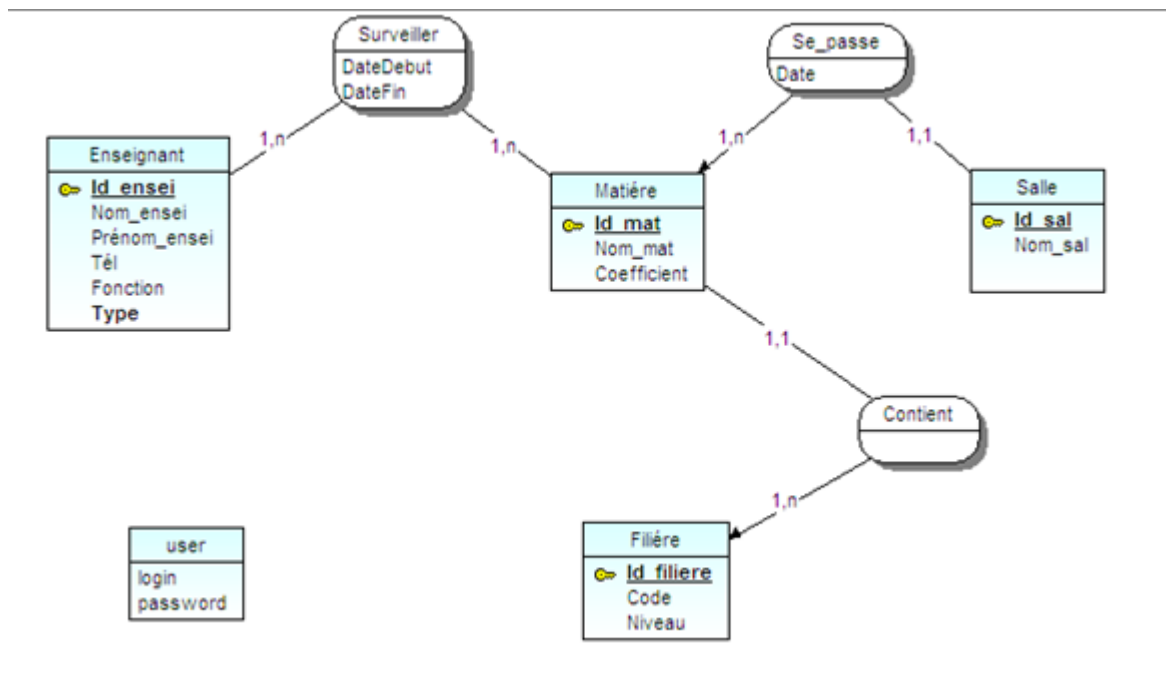 Surveiller
DateDebut
DateFin
Se_passe
Date
1,n
1,n
1,n
1,1
Enseignant
Id_ensei
Nom_ensei
Prénom_ensei
Tél
Fonction
Type
Matiére
Id_mat
Nom_mat
Coefficient
Salle
Id_sal
Nom_sal
1,1
Contient
1,n
user
login
password
Filiére
Id_filiere
Code
Niveau